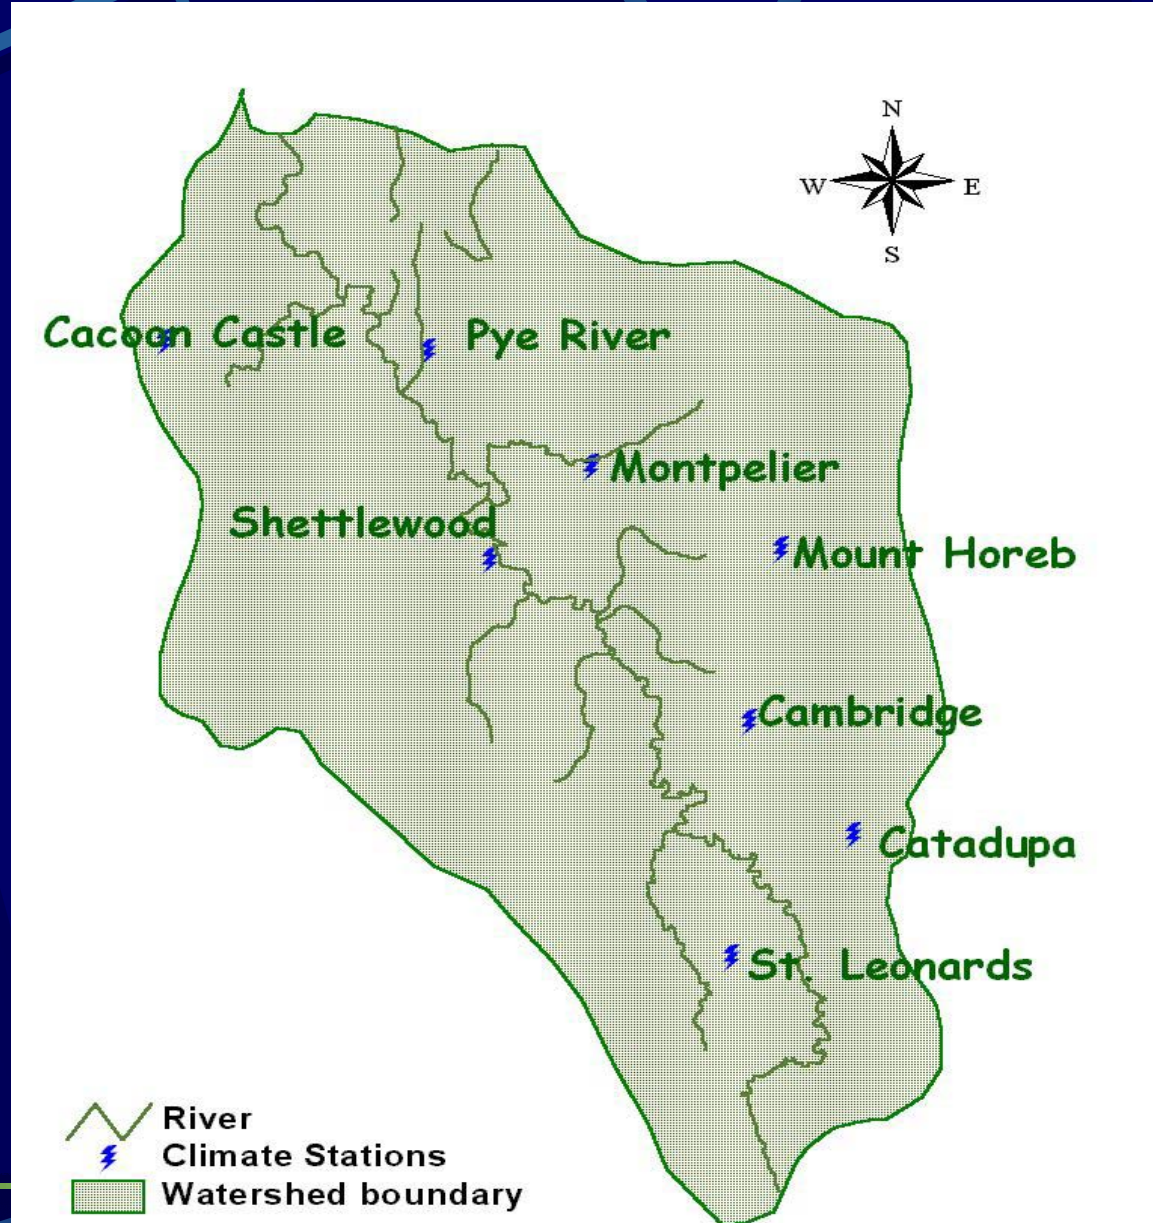 N
W E
S
Cacoon Castle
Pye River
Montpelier
Shettlewood
Mount Horeb
Cambridge
Catadupa
St. Leonards
River
Climate Stations
Watershed boundary